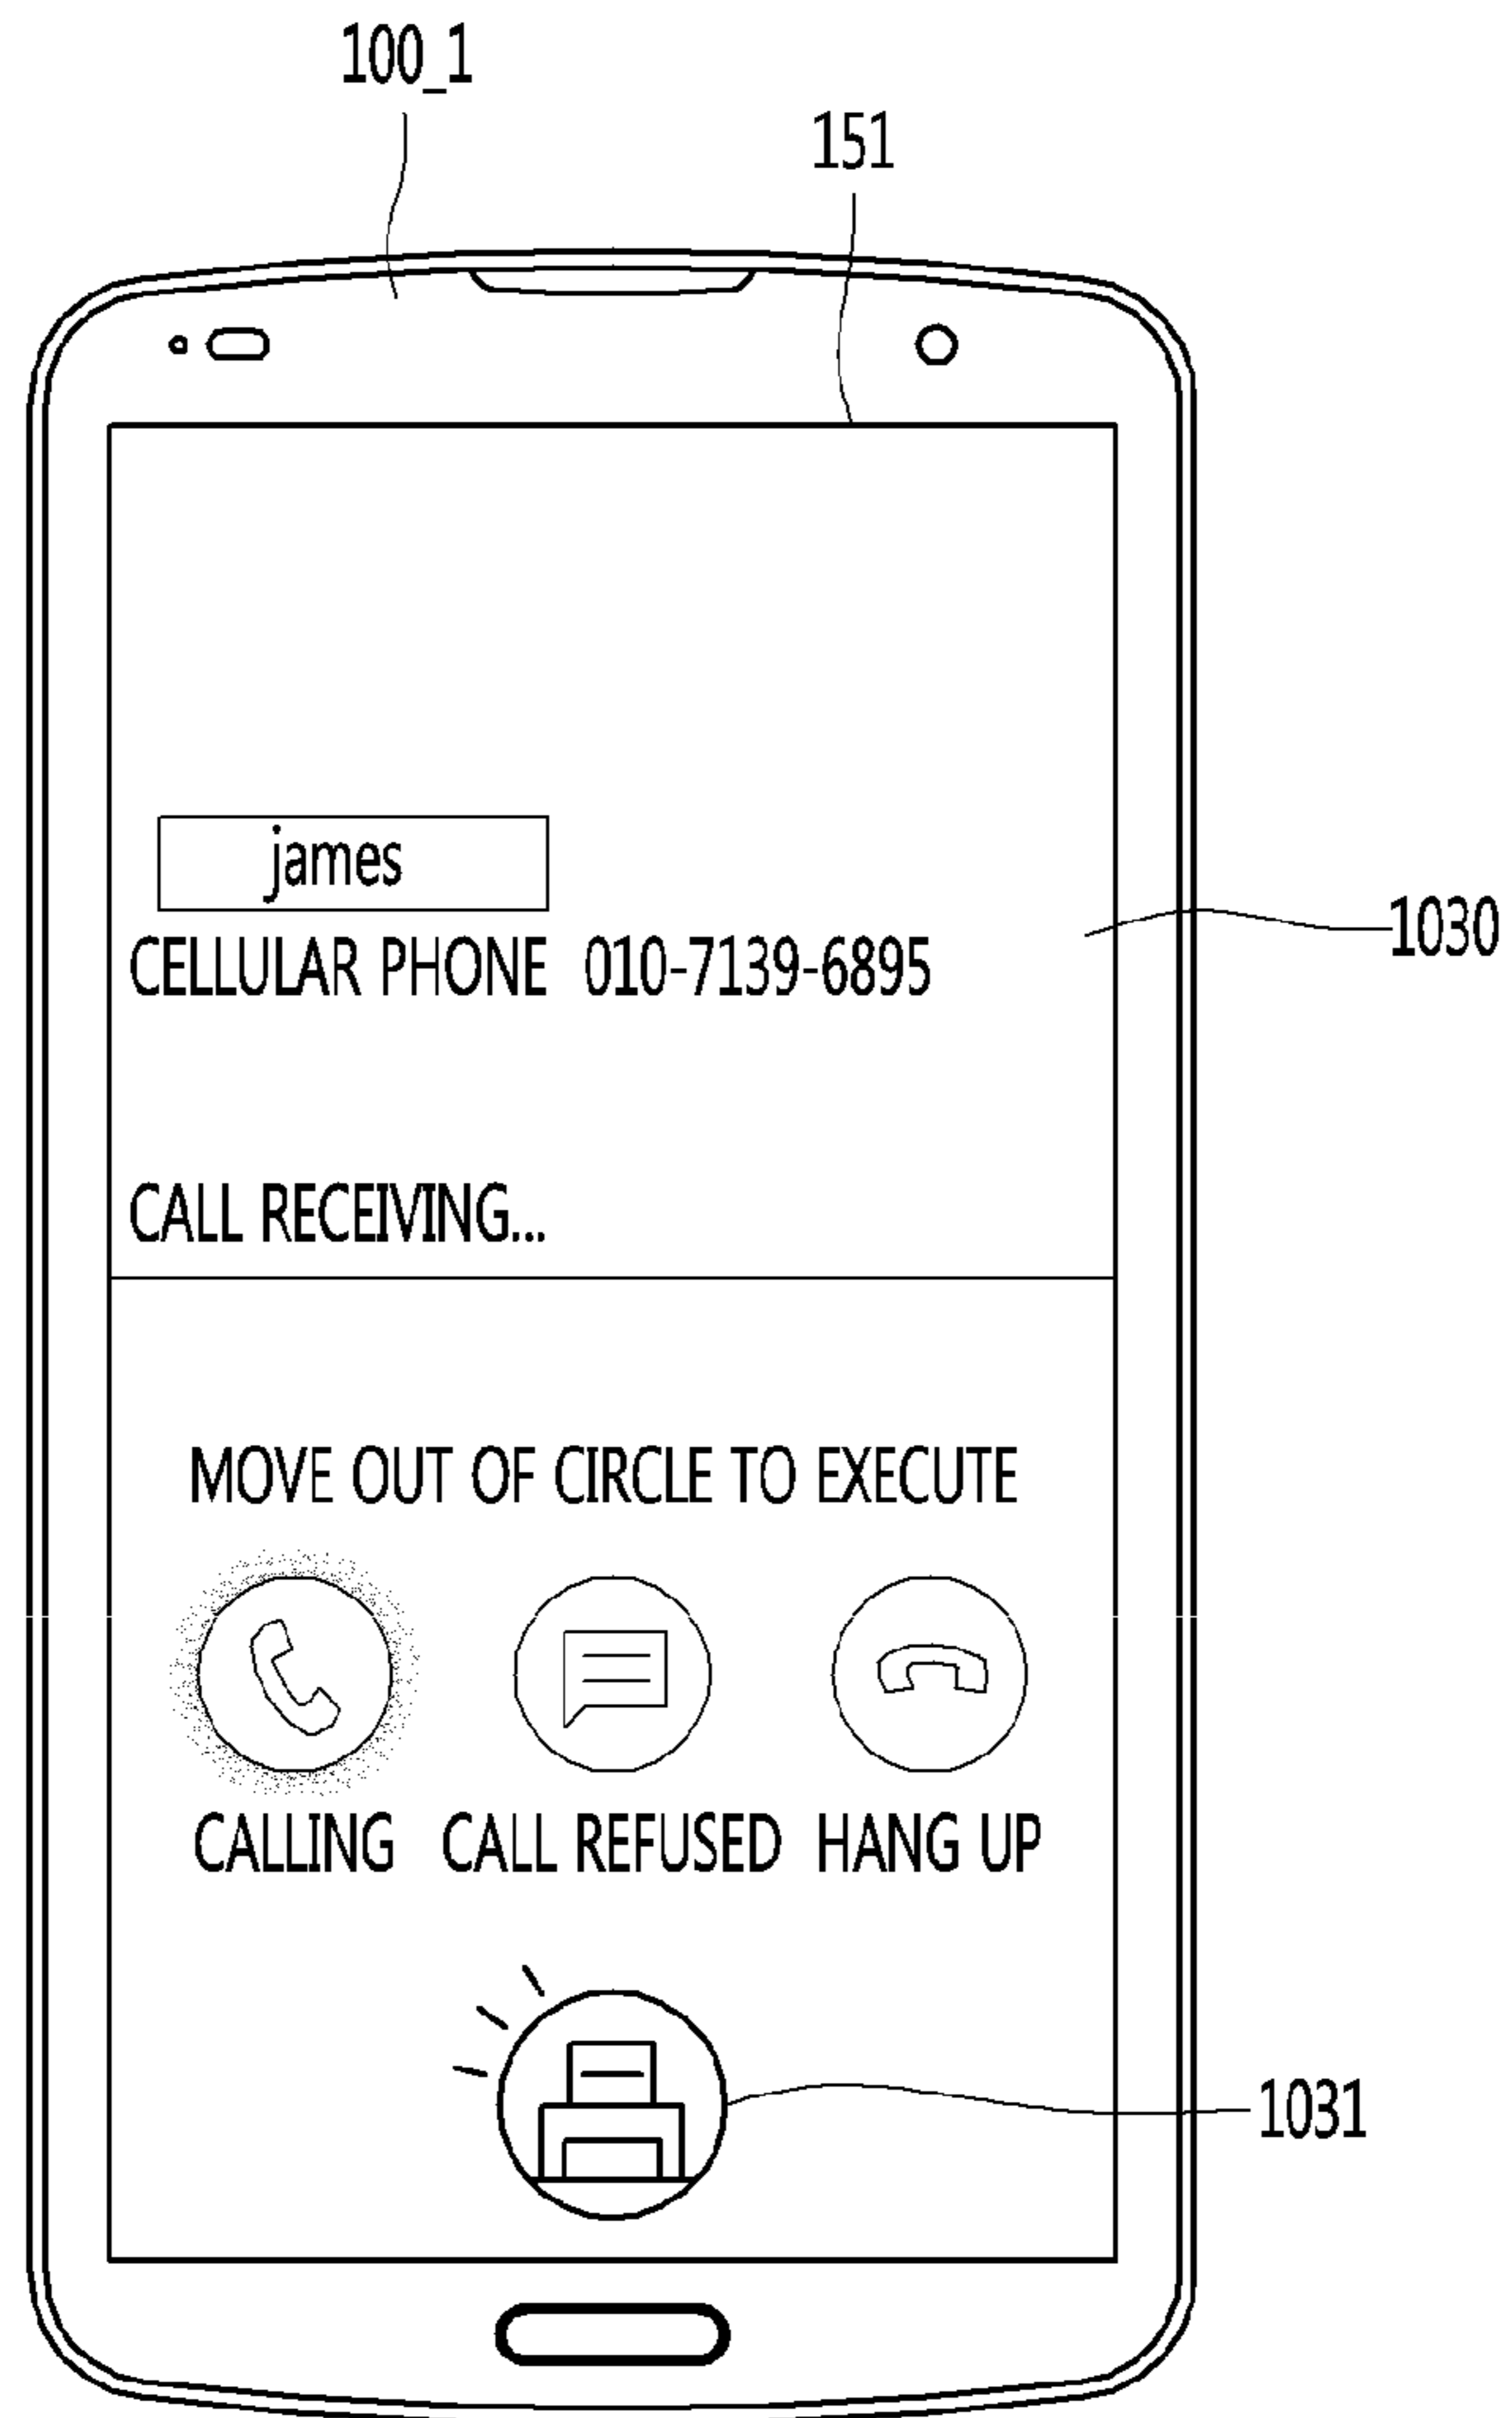 100_1
151
james
1030
CELLULAR PHONE 010-7139-6895
CALL RECEIVING...
MOVE OUT OF CIRCLE TO EXECUTE
CALLING CALL REFUSED HANG UP
1031